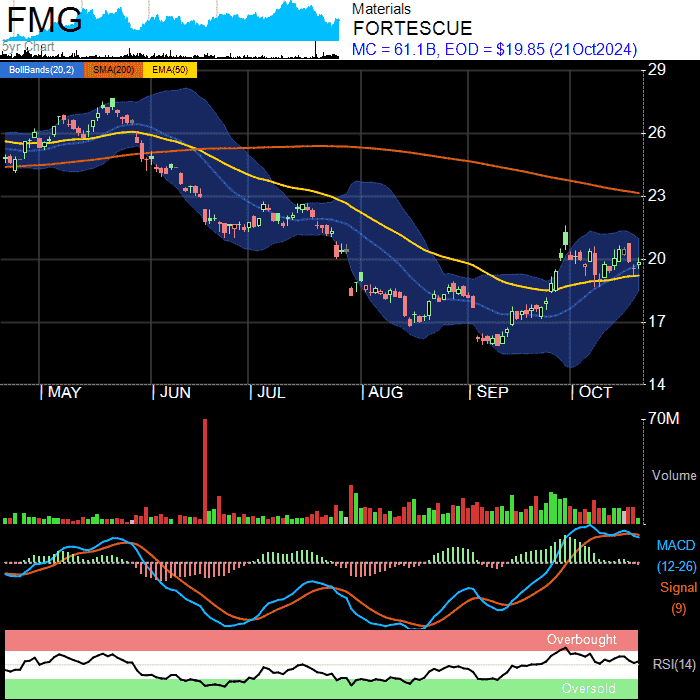 FMG
5yr Chart
Materials
FORTESCUE
MC = 61.1B, EOD = $19.85 (21Oct2024)
BollBands(20,2) SMA(200) EMA(50)
29
26
23
20
17
14
MAY JUN JUL AUG SEP OCT
70M
Volume
MACD
(12-26)
Signal
(9)
Overbought
RSI(14)
Oversold